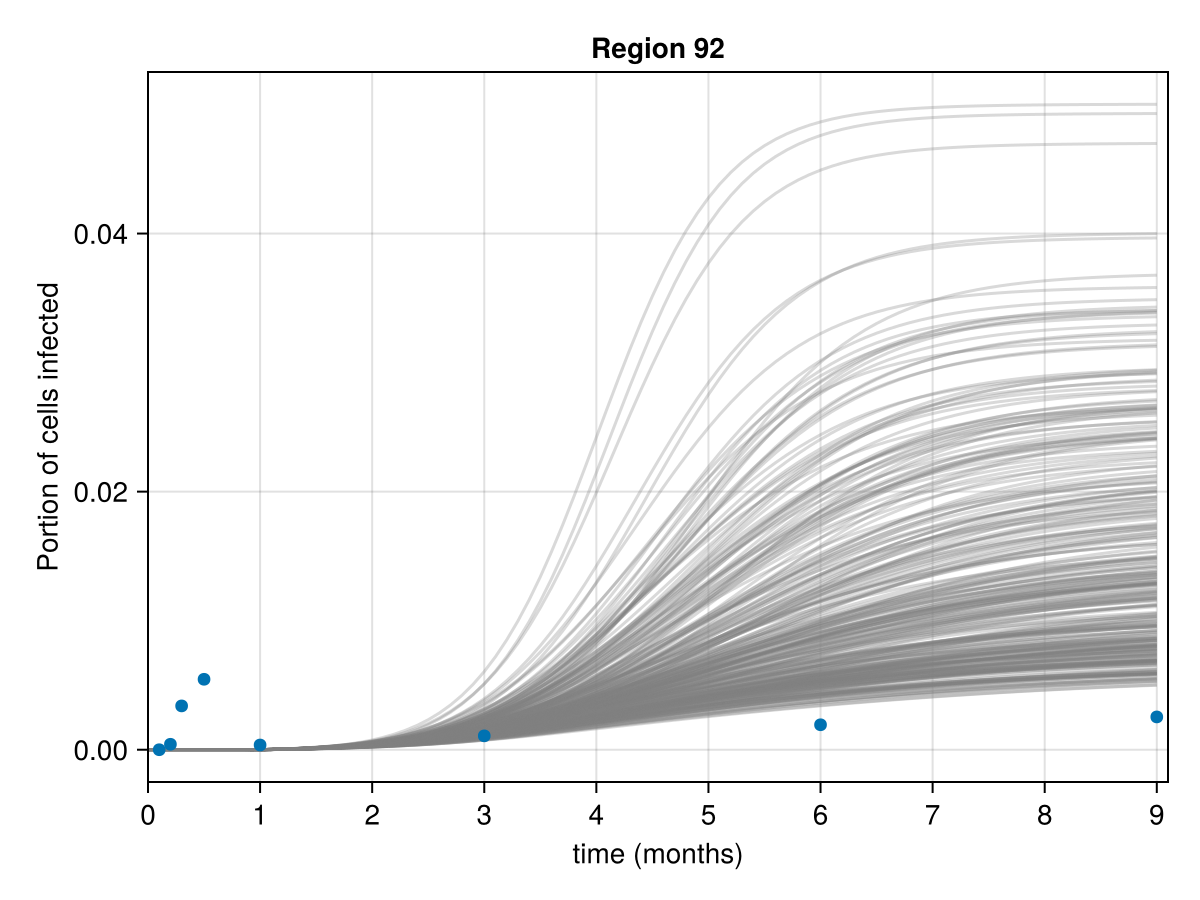 Region 92
Portion of cells infected
0.04
0.02
0.00
0 1 2 3 4 5 6 7 8 9
time (months)